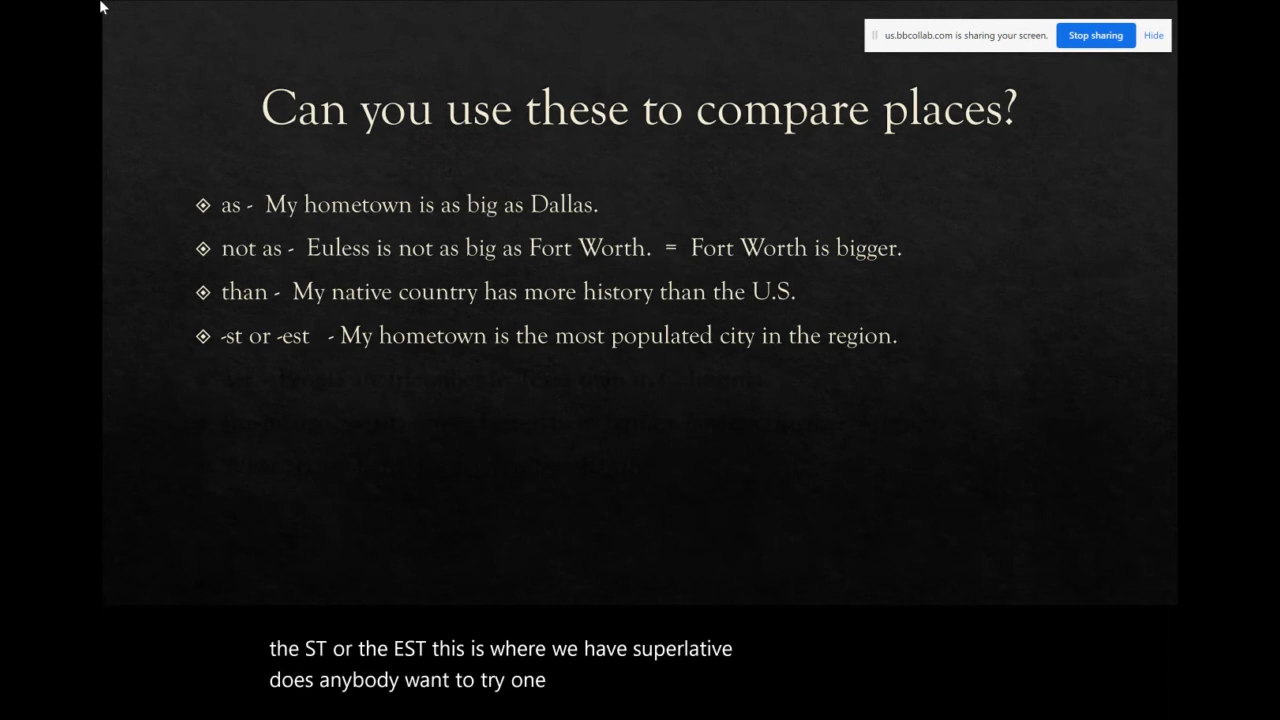 us.bbcollab.com is sharing your screen. Stop sharing Hide
Can you use these to compare places?
as - My hometown is as big as Dallas.
not as - Euless is not as big as Fort Worth. = Fort Worth is bigger.
than - My native country has more history than the U.S.
-st or -est - My hometown is the most populated city in the region.
the ST or the EST this is where we have superlative
does anybody want to try one